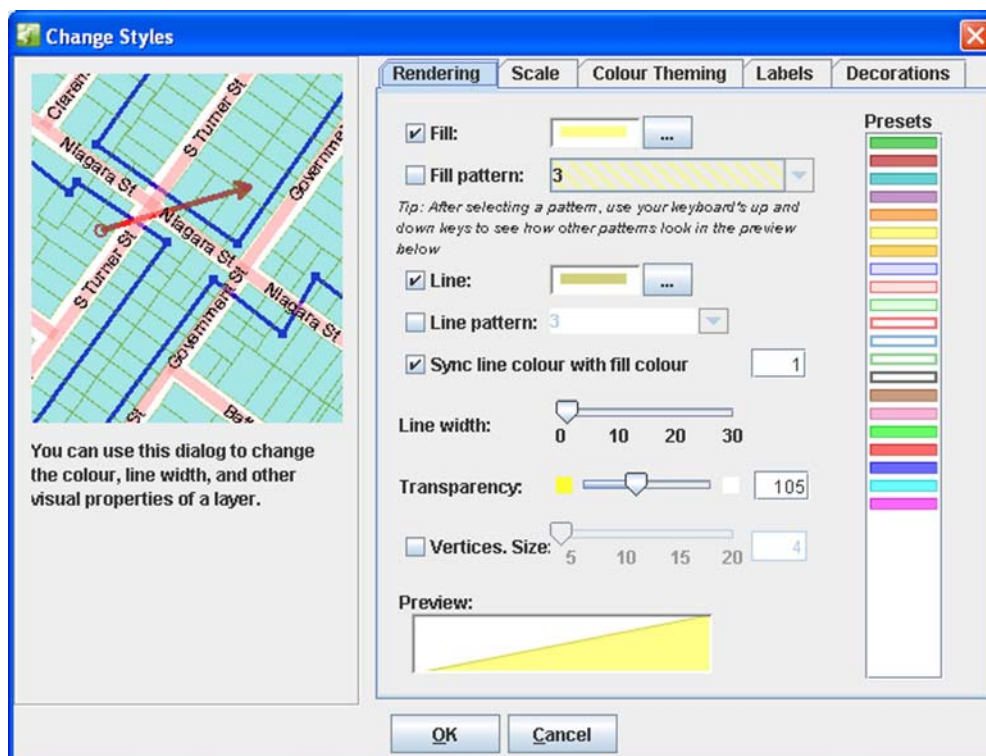 Change Styles
Rendering
Scale
Colour Theming
Labels
Decorations
Claren
Niagara St
S Turner St
Government
Niagara St
S Turner St
Government St
Niagara St
St
Bat
You can use this dialog to change
the colour, line width, and other
visual properties of a layer.
Fill:
...
Fill pattern:
3
Tip: After selecting a pattern, use your keyboard's up and
down keys to see how other patterns look in the preview
below
Line:
...
Line pattern:
3
Sync line colour with fill colour
1
Line width:
0 10 20 30
Transparency:
105
Vertices. Size:
5 10 15 20
4
Preview:
Presets
OK
Cancel